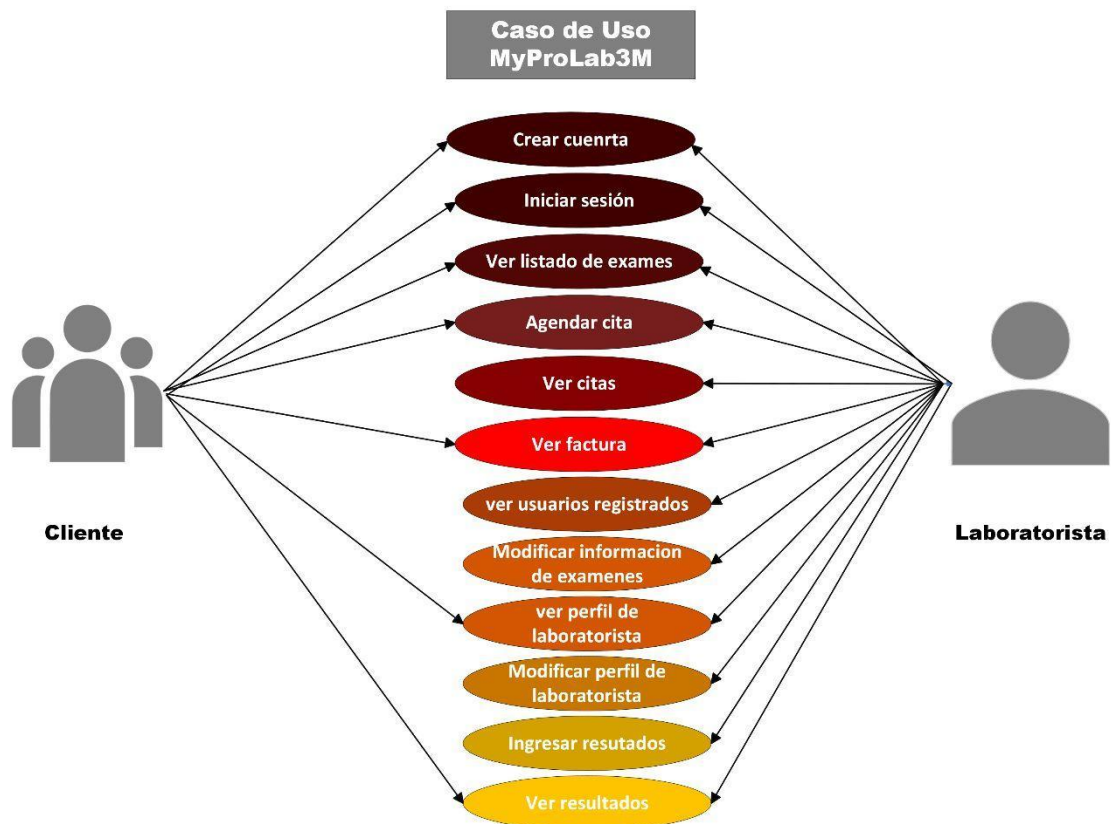 Caso de Uso
MyProLab3M
Crear cuenrta
Iniciar sesión
Ver listado de exames
Agendar cita
Ver citas
Ver factura
ver usuarios registrados
Modificar informacion
de examenes
ver perfil de
laboratorista
Modificar perfil de
laboratorista
Ingresar resutados
Ver resultados
Cliente
Laboratorista